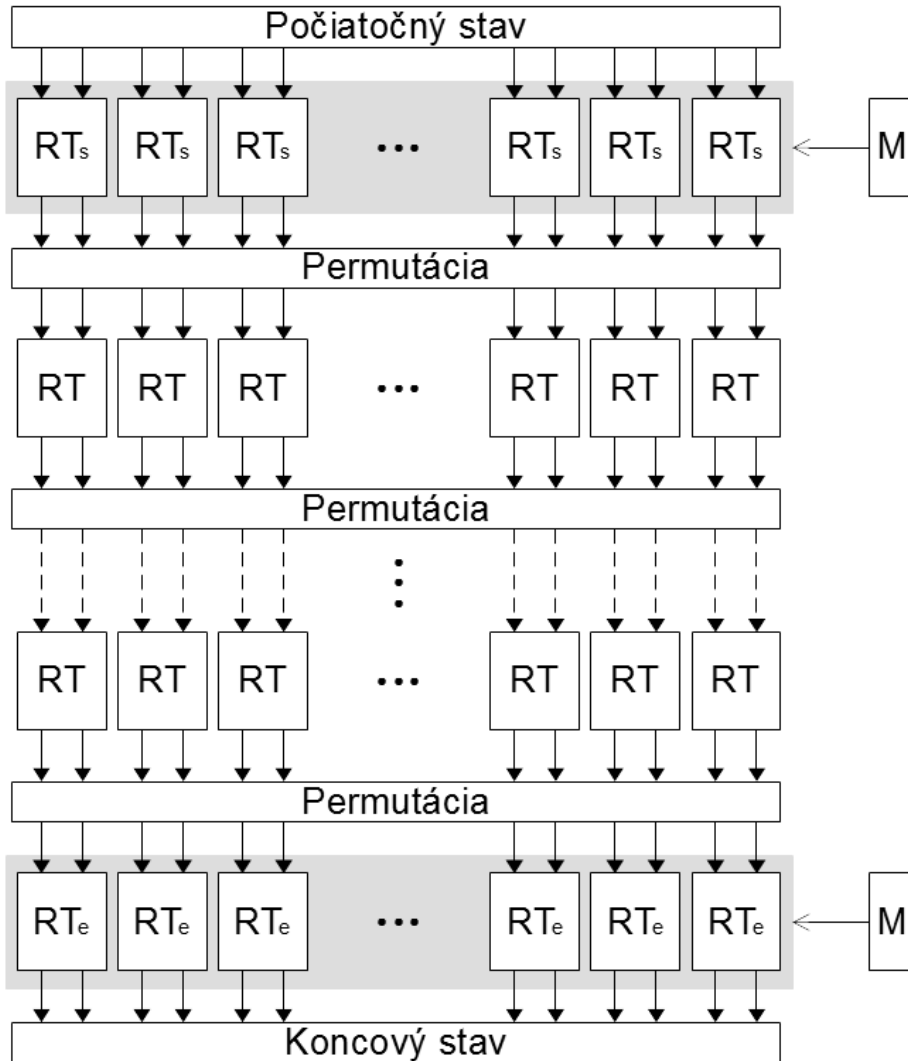 Počiatočný stav
RTs RTs RTs ... RTs RTs RTs M
Permutácia
RT RT RT ... RT RT RT
Permutácia
RT RT RT ... RT RT RT
Permutácia
RTe RTe RTe ... RTe RTe RTe M
Koncový stav